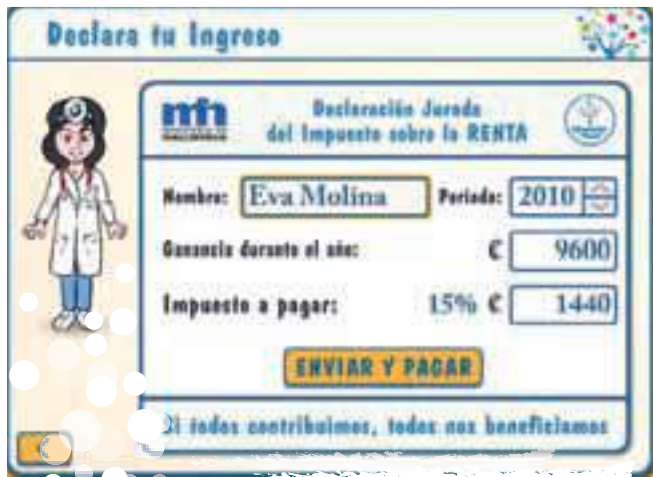 Declara tu Ingreso
mh
Declaración Jurada
del Impuesto sobre la RENTA
Nombre: Eva Molina Periodo: 2010
Ganancia durante el año: ₡ 9600
Impuesto a pagar: 15% ₡ 1440
ENVIAR Y PAGAR
Si todos contribuimos, todos nos beneficiamos